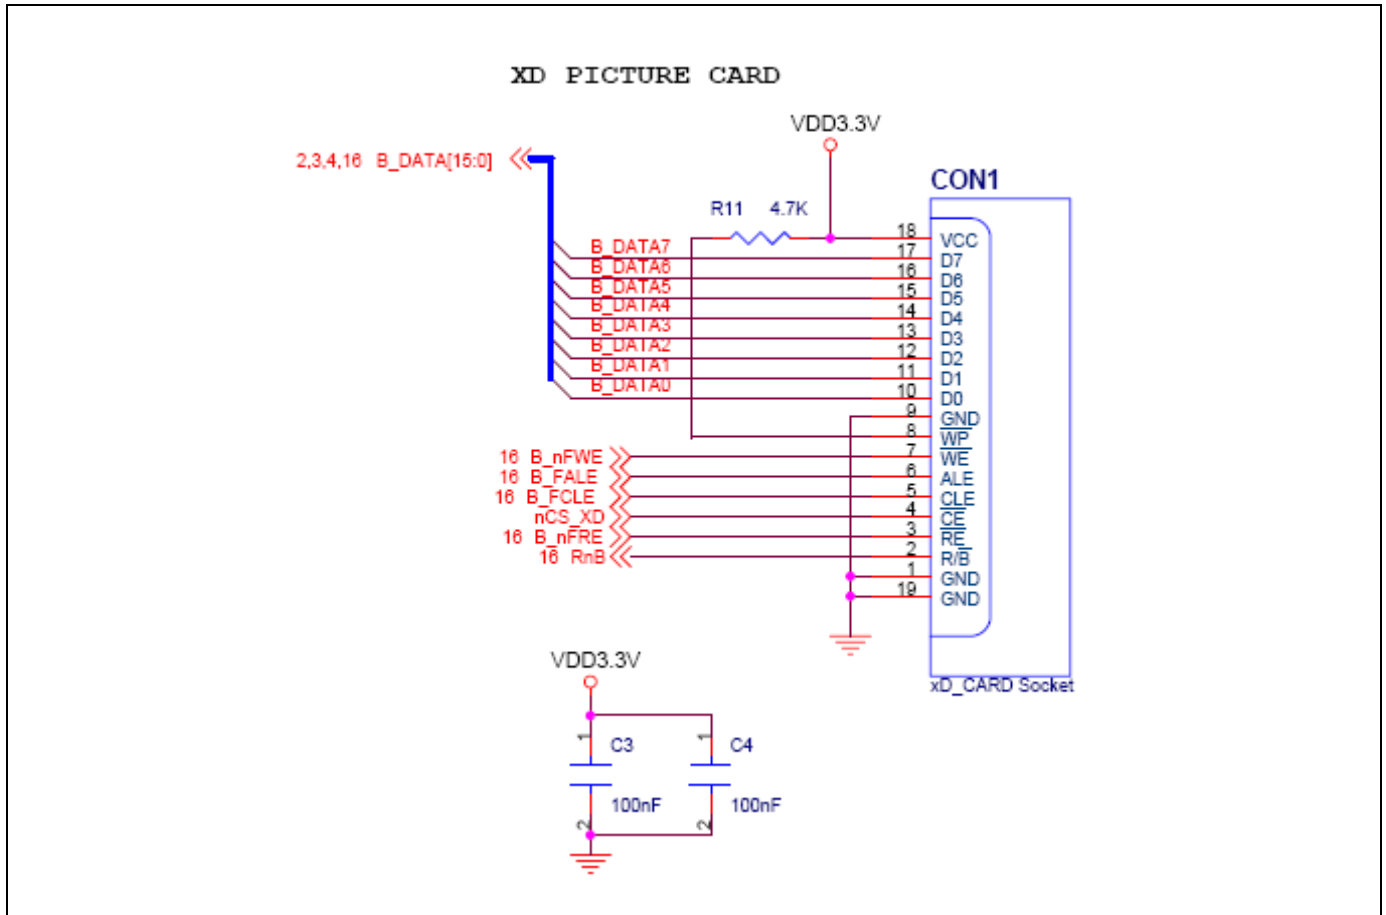 XD PICTURE CARD
VDD3.3V
2,3,4,16 B_DATA[15:0]
CON1
R11 4.7K
18 VCC
B_DATA7 17 D7
B_DATA6 16 D6
B_DATA5 15 D5
B_DATA4 14 D4
B_DATA3 13 D3
B_DATA2 12 D2
B_DATA1 11 D1
B_DATA0 10 D0
9 GND
8 WP
16 B_nFWE 7 WE
16 B_FALE 6 ALE
16 B_FCLE 5 CLE
nCS_XD 4 CE
16 B_nFRE 3 RE
16 RnB 2 R/B
1 GND
19 GND
VDD3.3V
xD_CARD Socket
1 C3 1 C4
2 100nF 2 100nF